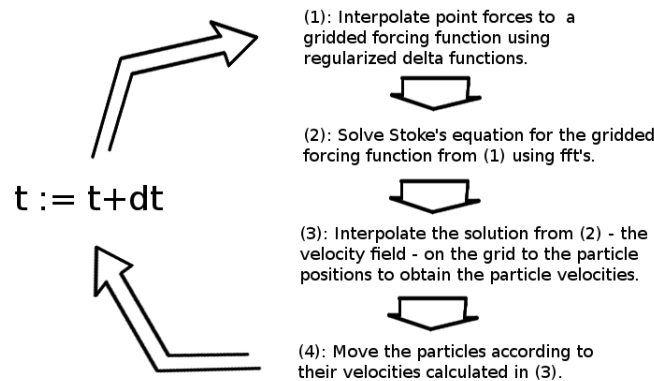 (1): Interpolate point forces to a
gridded forcing function using
regularized delta functions.
(2): Solve Stoke's equation for the gridded
forcing function from (1) using fft's.
t := t+dt
(3): Interpolate the solution from (2) - the
velocity field - on the grid to the particle
positions to obtain the particle velocities.
(4): Move the particles according to
their velocities calculated in (3).